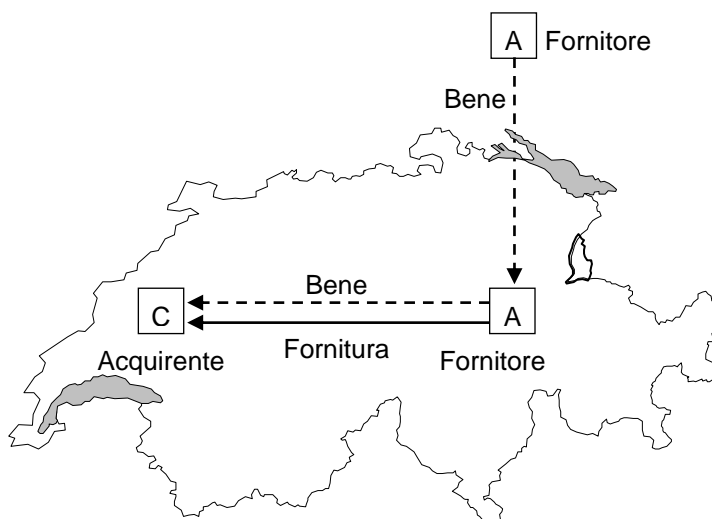 A Fornitore
Bene
Bene
C A
Fornitura
Acquirente Fornitore